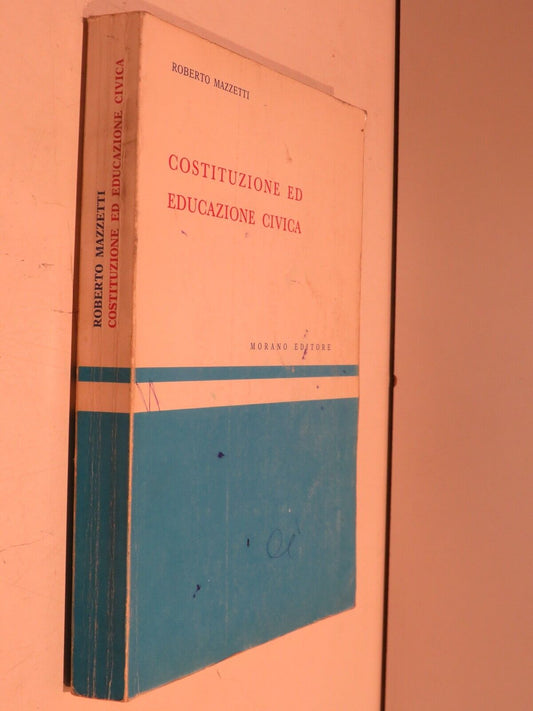 ROBERTO MAZZETTI
COSTITUZIONE ED EDUCAZIONE CIVICA
ROBERTO MAZZETTI
COSTITUZIONE ED
EDUCAZIONE CIVICA
MORANO EDITORE